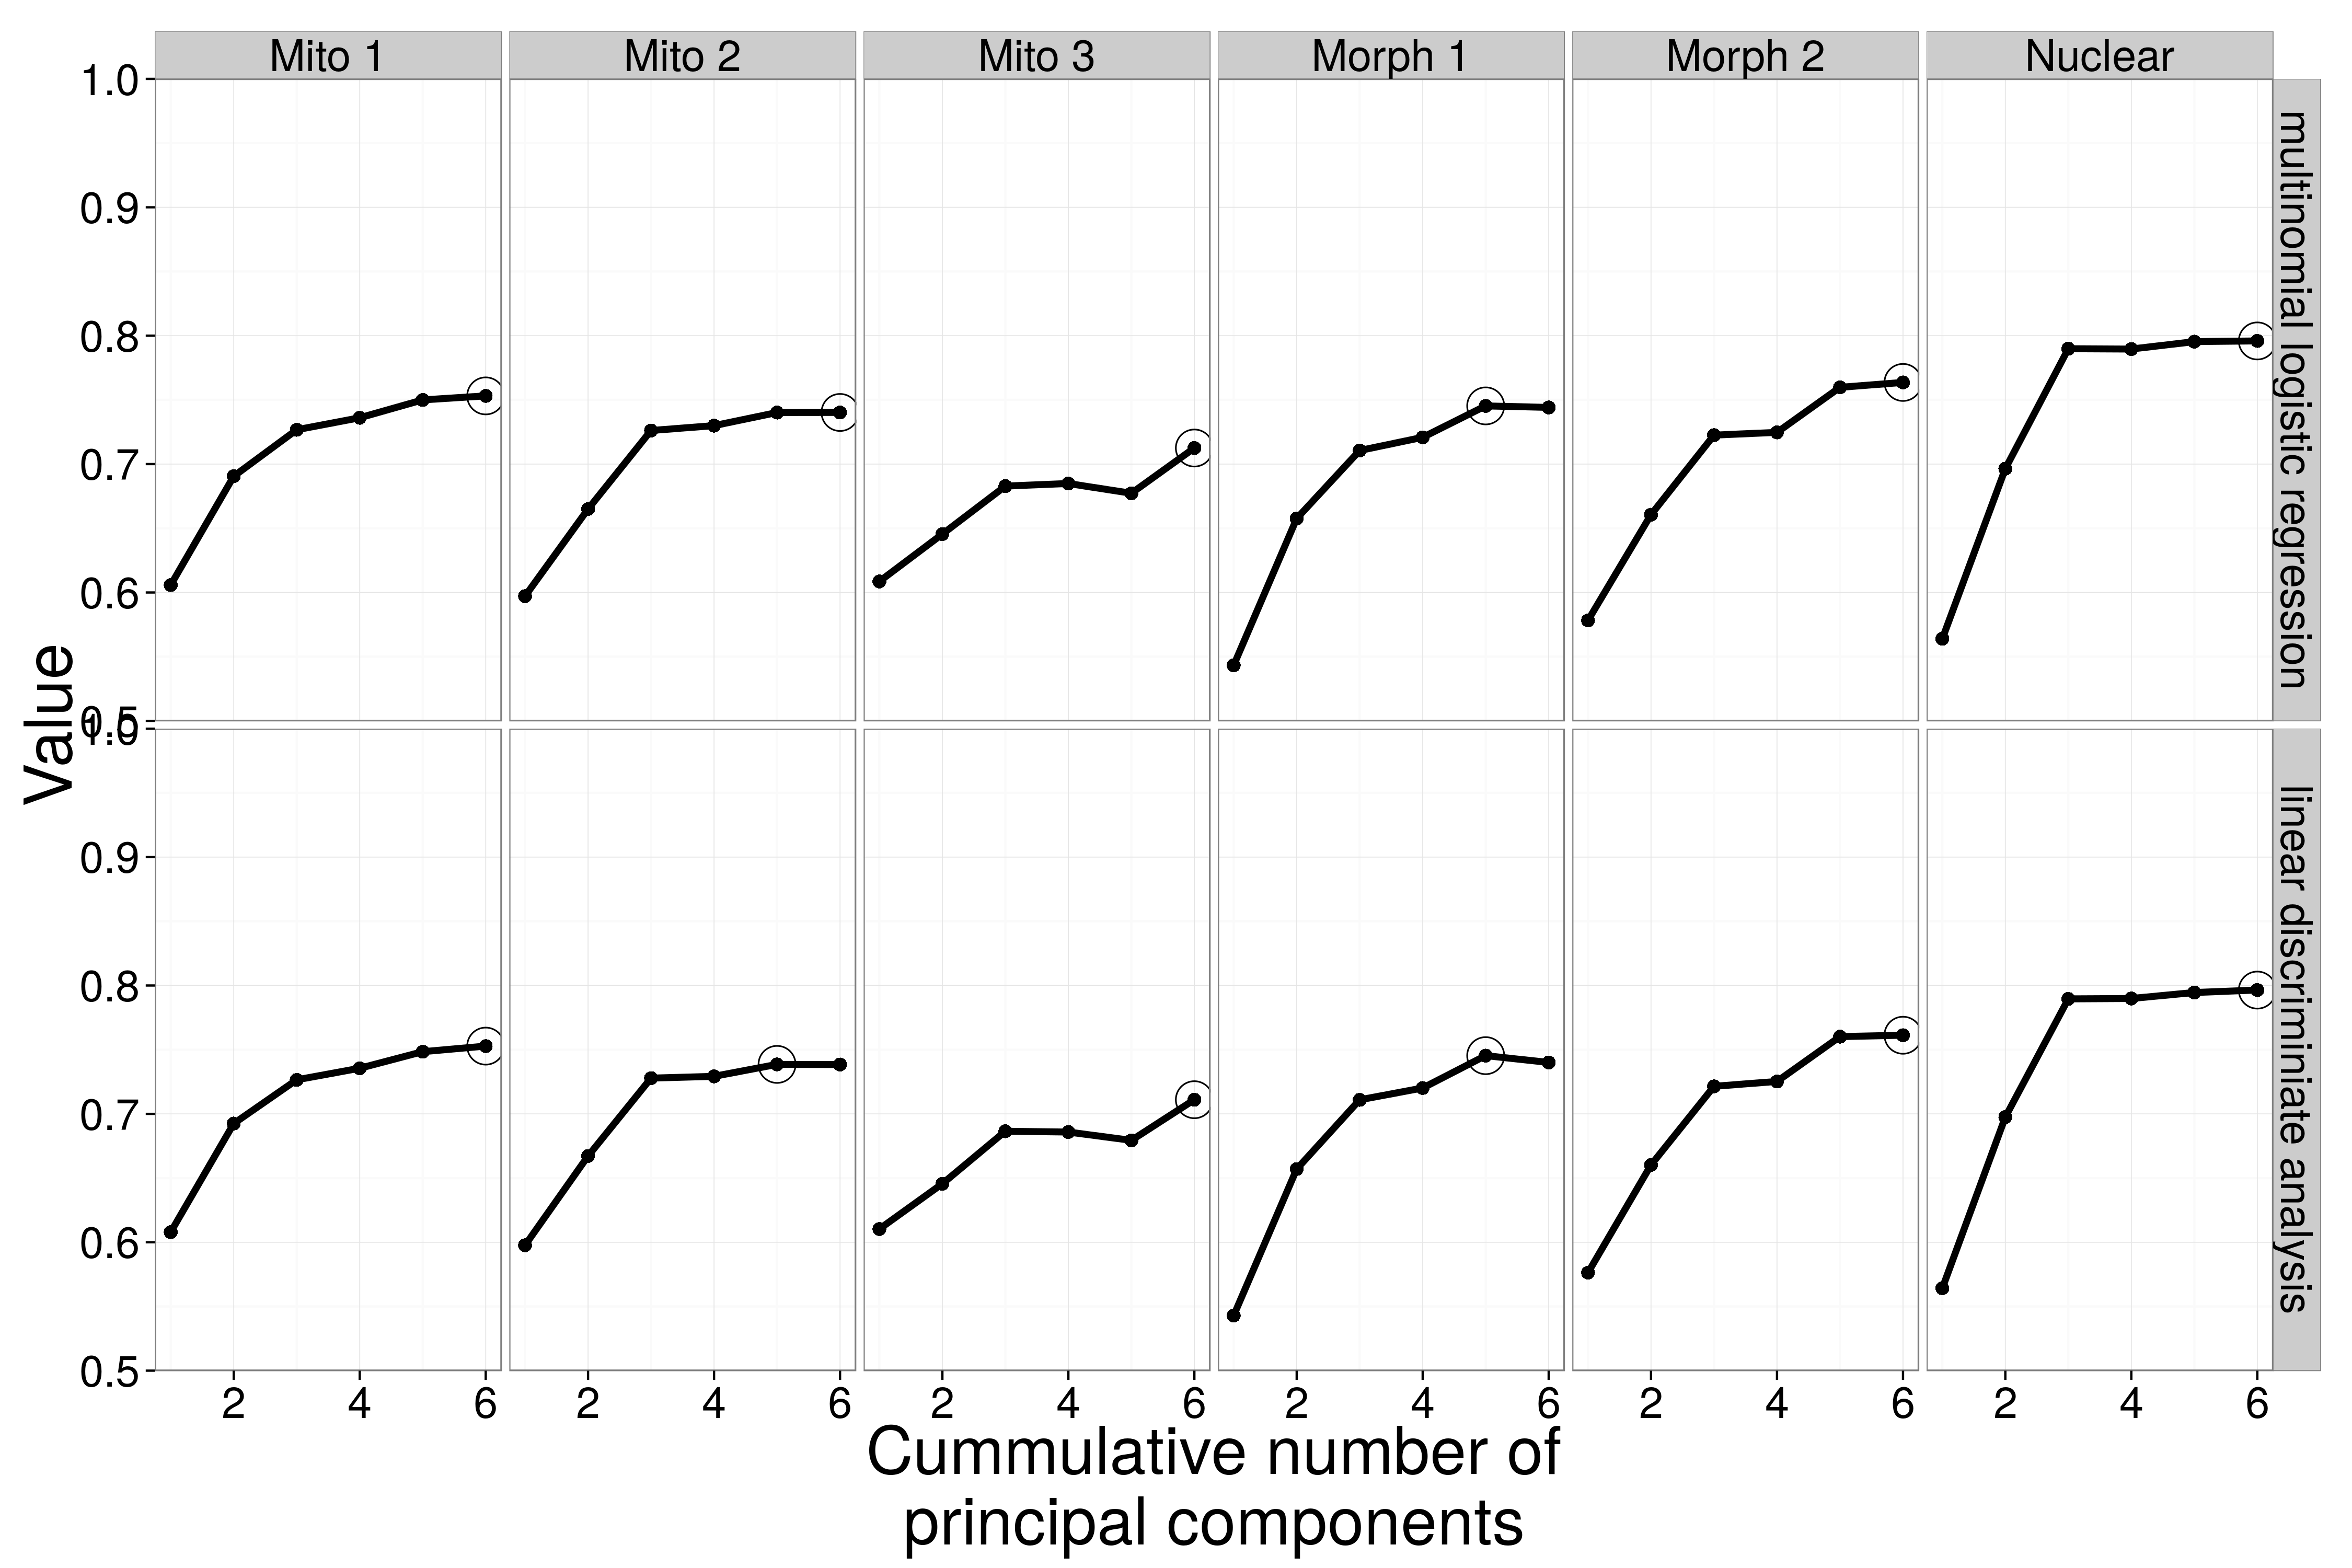 Mito 1
Mito 2
Mito 3
Morph 1
Morph 2
Nuclear
1.0
0.9
0.8
0.7
0.6
0.5
multinomial logistic regression
Value
1.0
0.9
0.8
0.7
0.6
0.5
linear discriminiate analysis
2 4 6
2 4 6
2 4 6
2 4 6
2 4 6
2 4 6
Cummulative number of
principal components